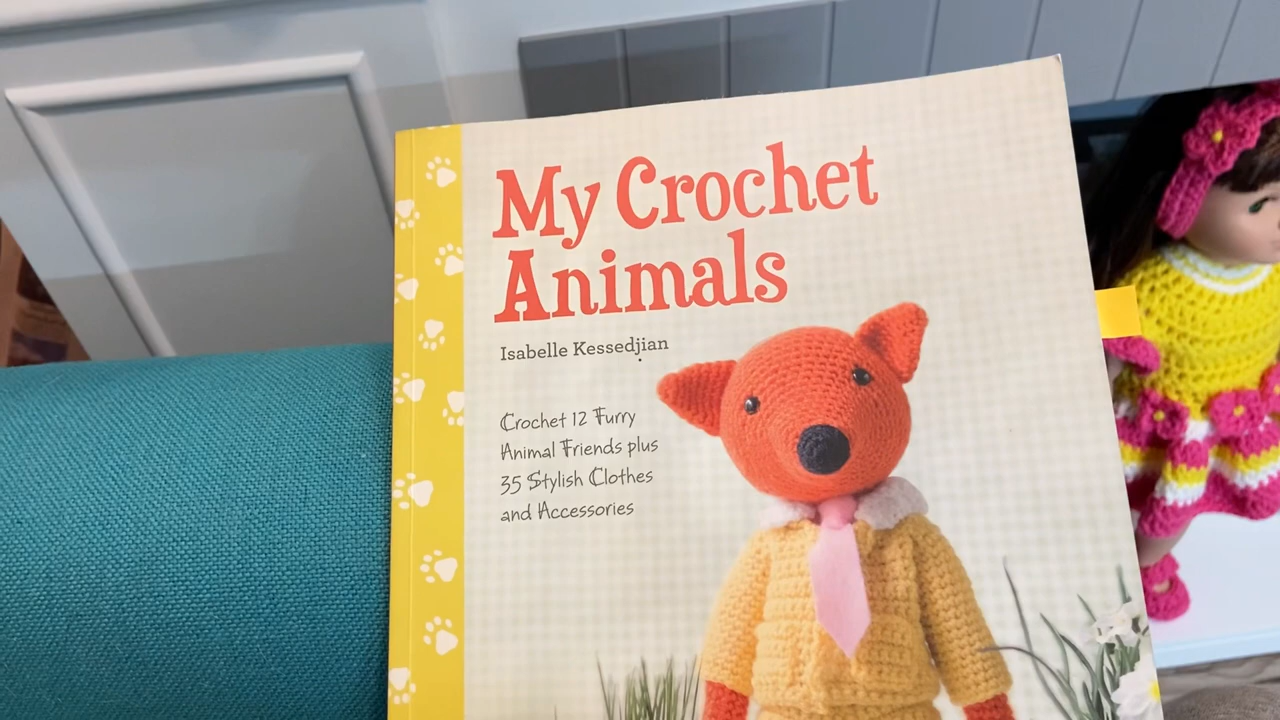 My Crochet
Animals
Isabelle Kessedjian
Crochet 12 Furry
Animal Friends plus
35 Stylish Clothes
and Accessories